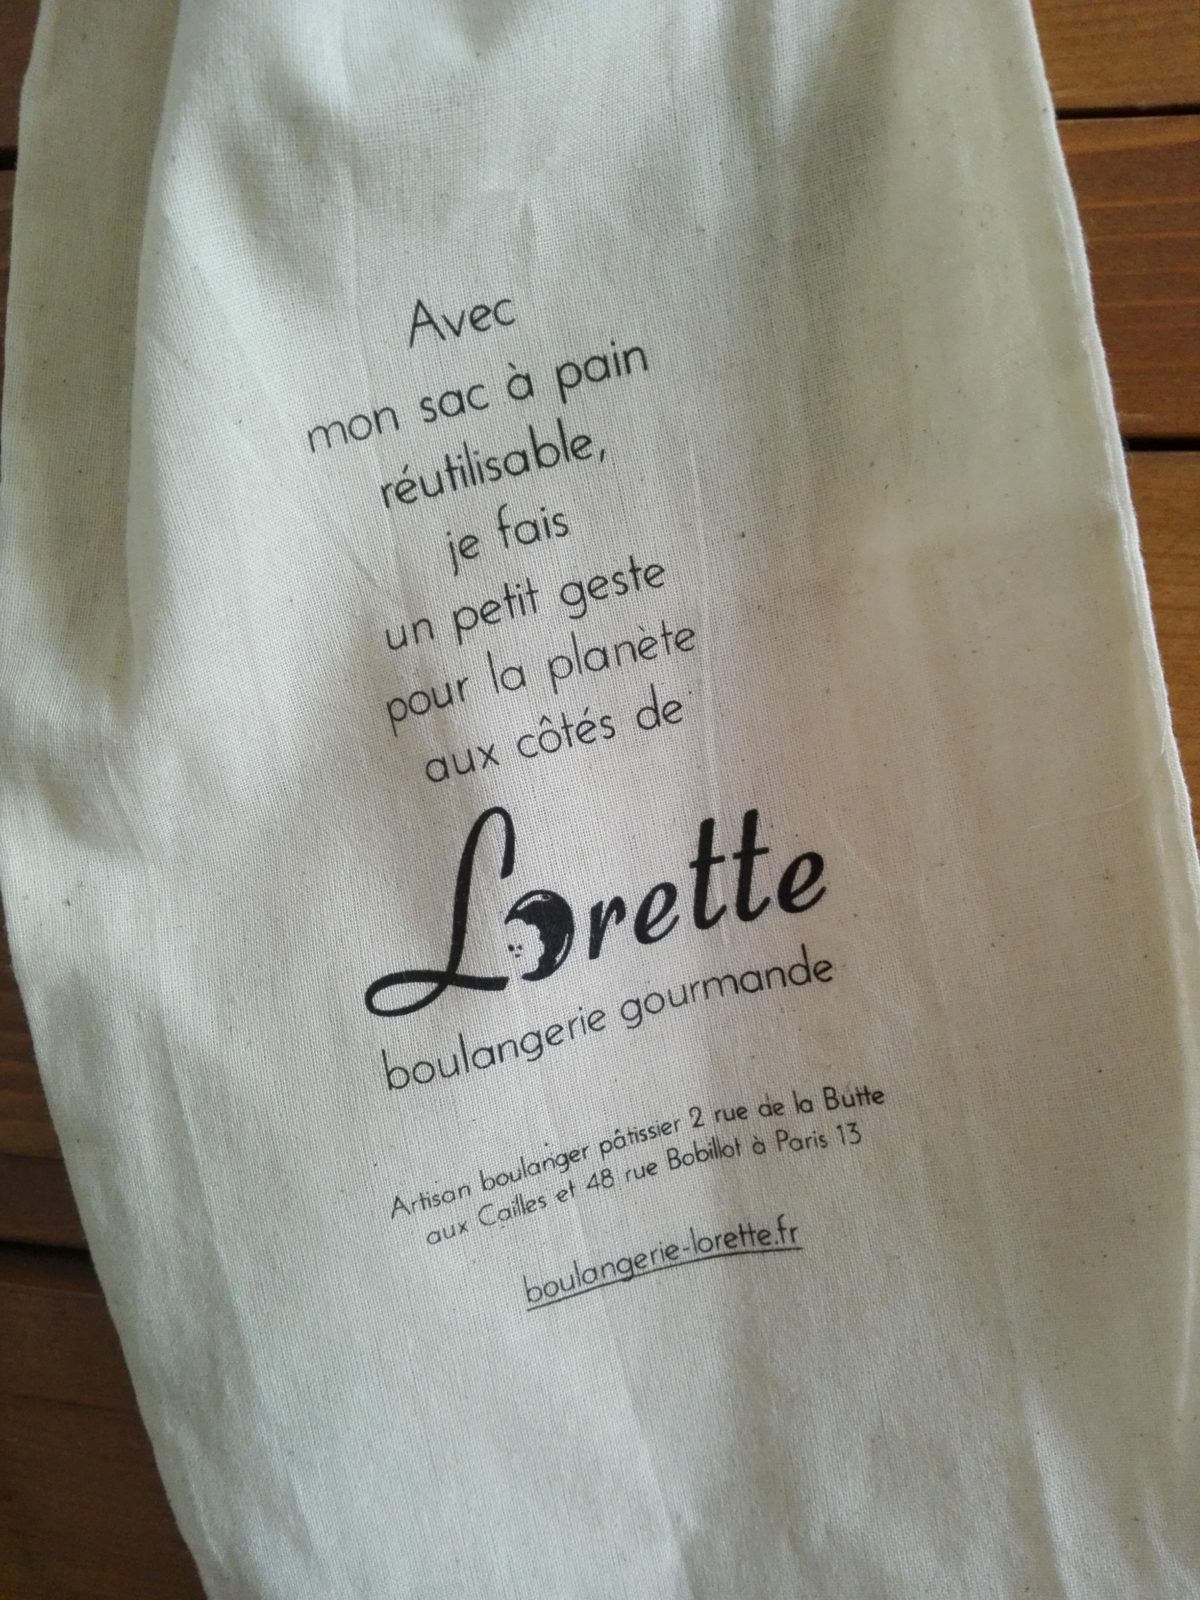 Avec
mon sac à pain
réutilisable,
je fais
un petit geste
pour la planète
aux côtés de
Lorette
boulangerie gourmande
Artisan boulanger pâtissier 2 rue de la Butte
aux Cailles et 48 rue Bobillot à Paris 13
boulangerie-lorette.fr